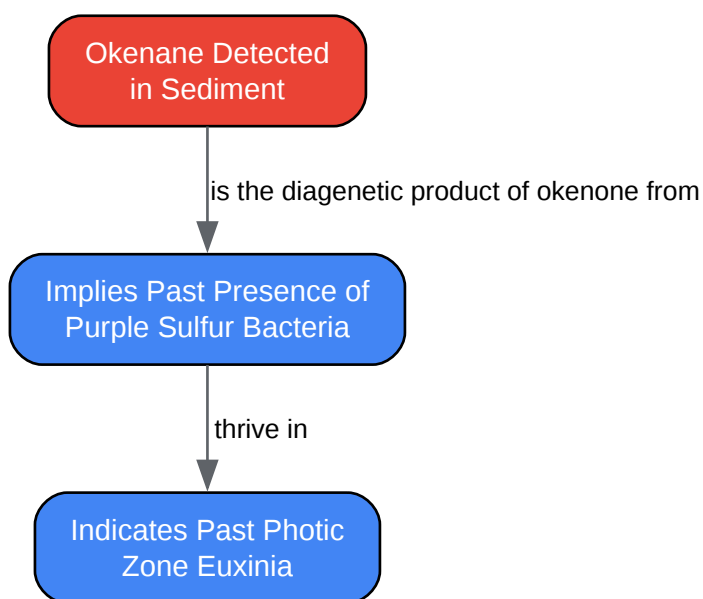 Okenane Detected
in Sediment
is the diagenetic product of okenone from
Implies Past Presence of
Purple Sulfur Bacteria
thrive in
Indicates Past Photic
Zone Euxinia